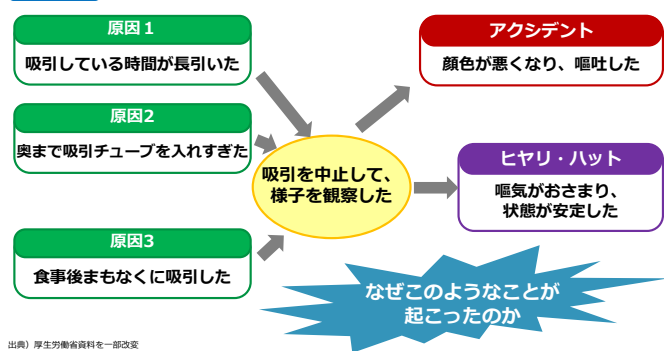 原因１
吸引している時間が長引いた
原因2
奥まで吸引チューブを入れすぎた
原因3
食事後まもなくに吸引した
吸引を中止して、
様子を観察した
アクシデント
顔色が悪くなり、嘔吐した
ヒヤリ・ハット
嘔気がおさまり、
状態が安定した
なぜこのようなことが
起こったのか
出典）厚生労働省資料を一部改変